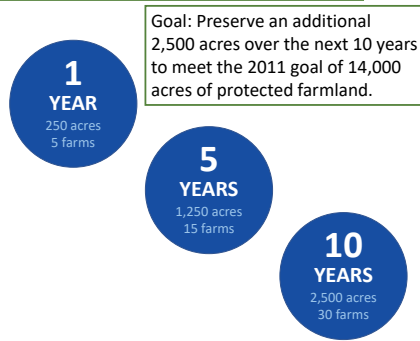 Goal: Preserve an additional
2,500 acres over the next 10 years
to meet the 2011 goal of 14,000
acres of protected farmland.
1
YEAR
250 acres
5 farms
5
YEARS
1,250 acres
15 farms
10
YEARS
2,500 acres
30 farms